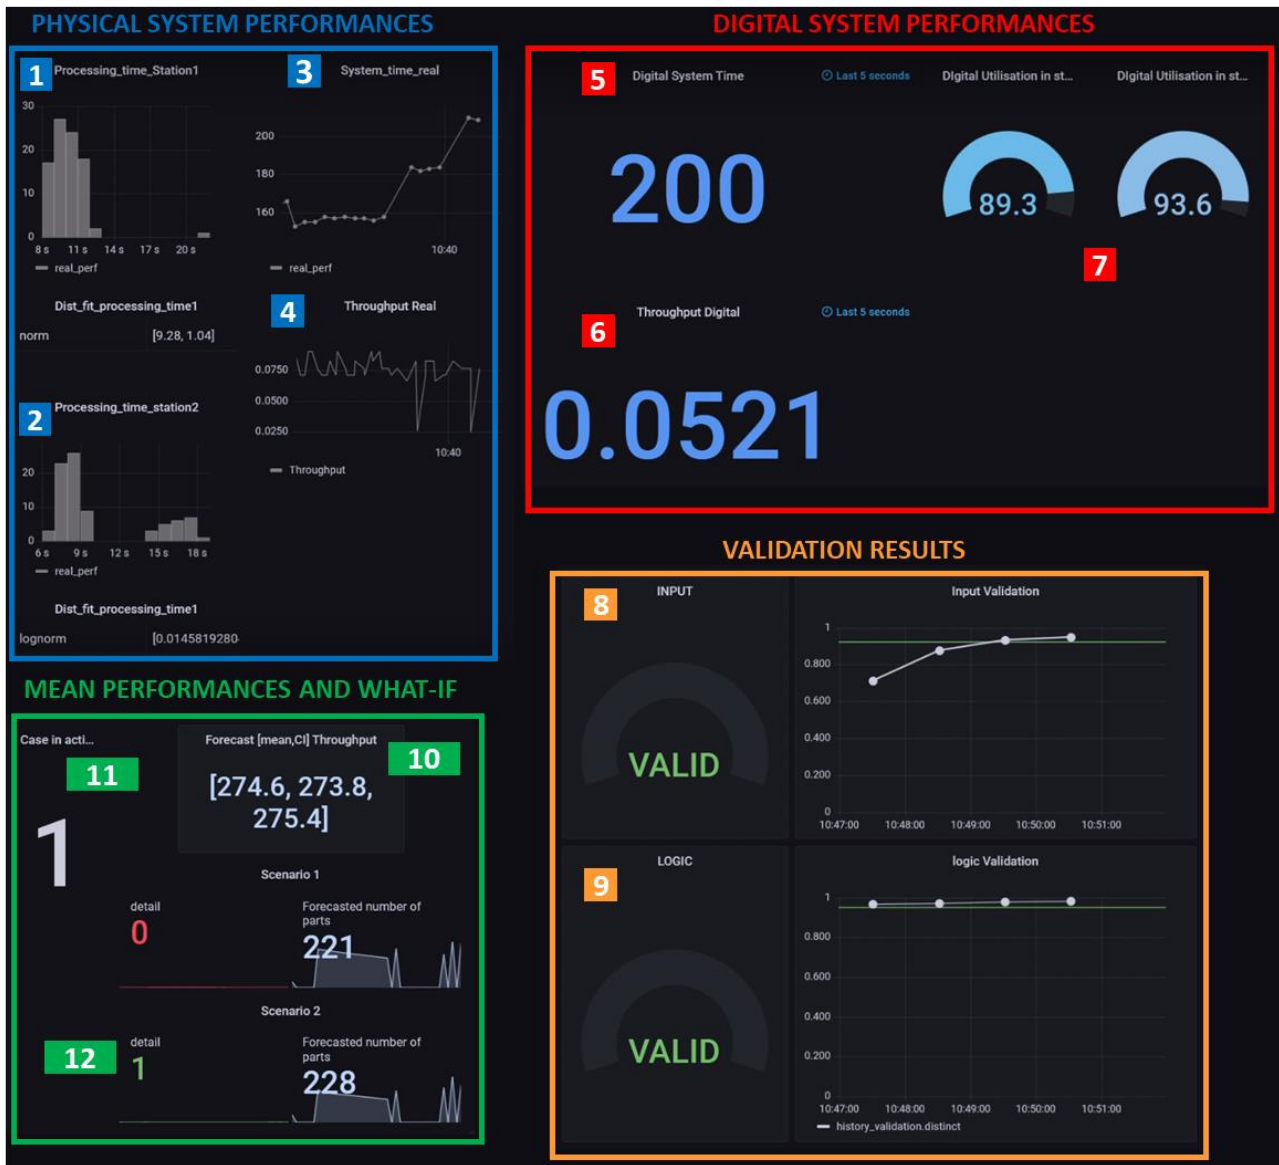 PHYSICAL SYSTEM PERFORMANCES
1
Processing_time_Station1
30
20
10
0
8 s 11 s 14 s 17 s 20 s
real_perf
Dist_fit_processing_time1
norm [9.28, 1.04]
2
Processing_time_station2
20
10
0
6 s 9 s 12 s 15 s 18 s
real_perf
Dist_fit_processing_time1
lognorm [0.0145819280
3
System_time_real
200
180
160
10:40
real_perf
4
Throughput Real
0.0750
0.0500
0.0250
10:40
Throughput
DIGITAL SYSTEM PERFORMANCES
5
Digital System Time
Last 5 seconds
200
DIgital Utilisation in st...
89.3
DIgital Utilisation in st...
93.6
7
6
Throughput Digital
Last 5 seconds
0.0521
MEAN PERFORMANCES AND WHAT-IF
Case in acti...
11
1
Forecast [mean,CI] Throughput
10
[274.6, 273.8,
275.4]
Scenario 1
detail
0
Forecasted number of
parts
221
Scenario 2
12
detail
1
Forecasted number of
parts
228
VALIDATION RESULTS
8
INPUT
VALID
Input Validation
1
0.800
0.600
0.400
0.200
0
10:47:00 10:48:00 10:49:00 10:50:00 10:51:00
9
LOGIC
VALID
logic Validation
1
0.800
0.600
0.400
0.200
0
10:47:00 10:48:00 10:49:00 10:50:00 10:51:00
history_validation.distinct